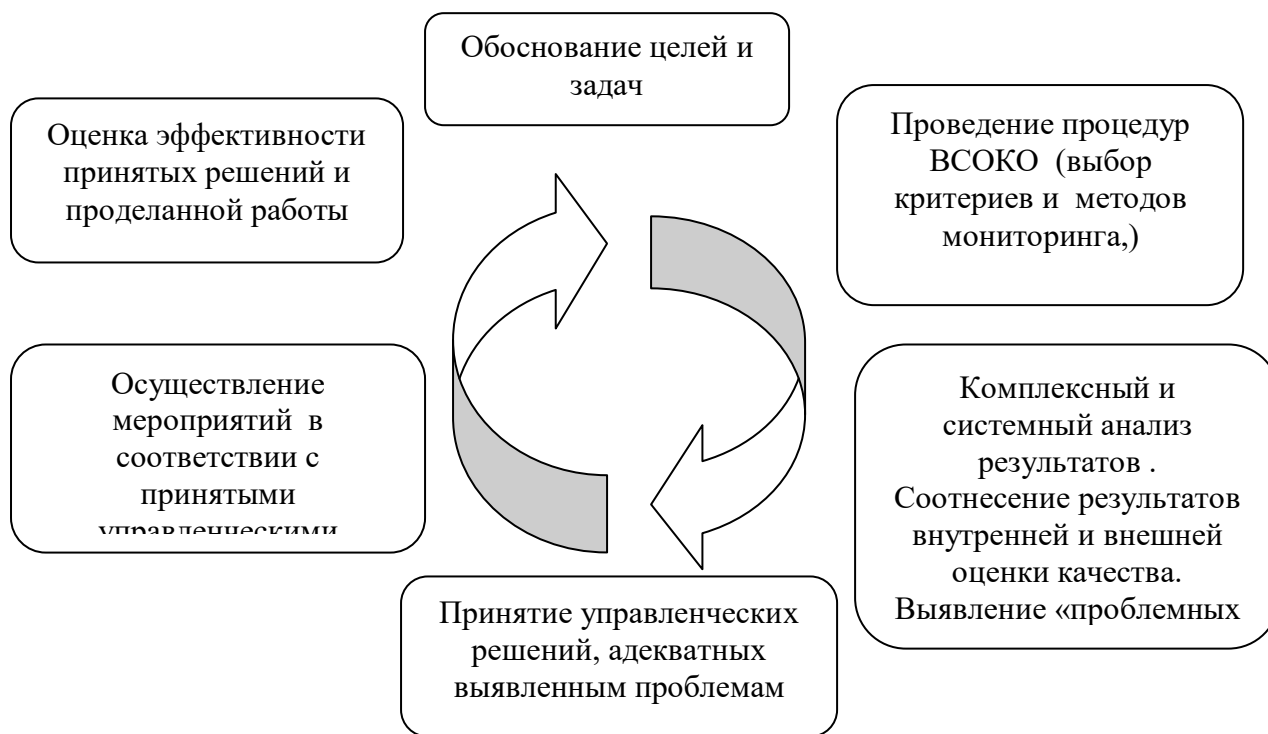 Обоснование целей и
задач
Проведение процедур
ВСОКО (выбор
критериев и методов
мониторинга,)
Комплексный и
системный анализ
результатов .
Соотнесение результатов
внутренней и внешней
оценки качества.
Выявление «проблемных
Принятие управленческих
решений, адекватных
выявленным проблемам
Осуществление
мероприятий в
соответствии с
принятыми
управленческими
Оценка эффективности
принятых решений и
проделанной работы